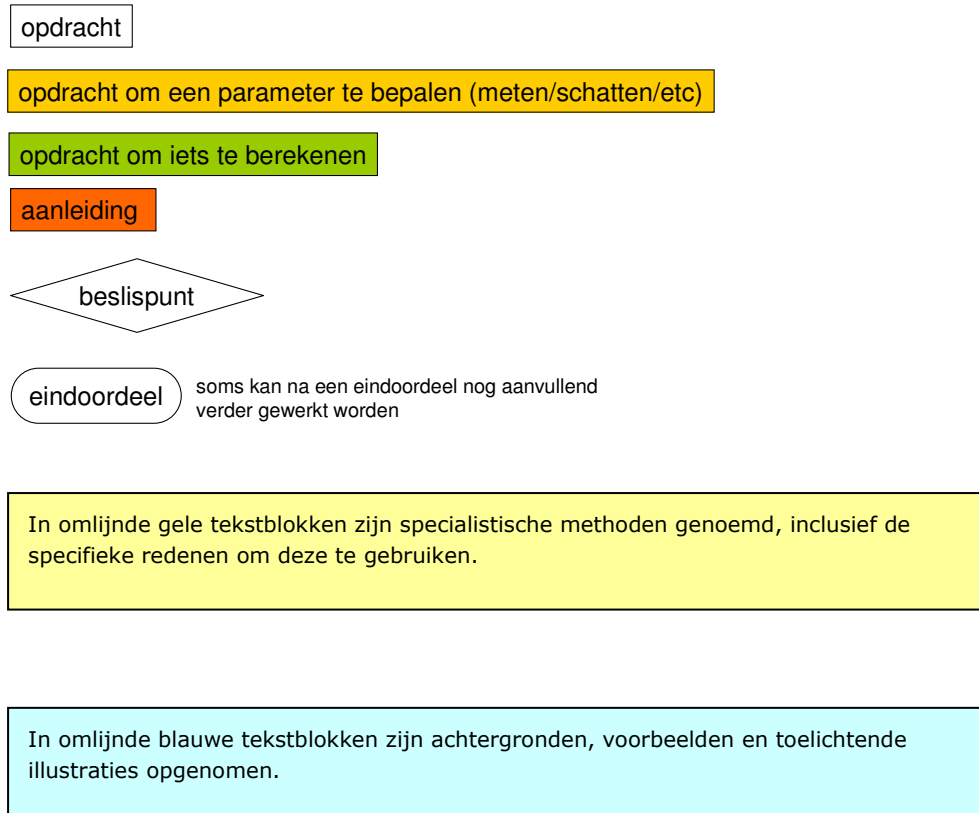 opdracht
opdracht om een parameter te bepalen (meten/schatten/etc)
opdracht om iets te berekenen
aanleiding
beslispunt
eindoordeel
soms kan na een eindoordeel nog aanvullend
verder gewerkt worden
In omlijnde gele tekstblokken zijn specialistische methoden genoemd, inclusief de
specifieke redenen om deze te gebruiken.
In omlijnde blauwe tekstblokken zijn achtergronden, voorbeelden en toelichtende
illustraties opgenomen.